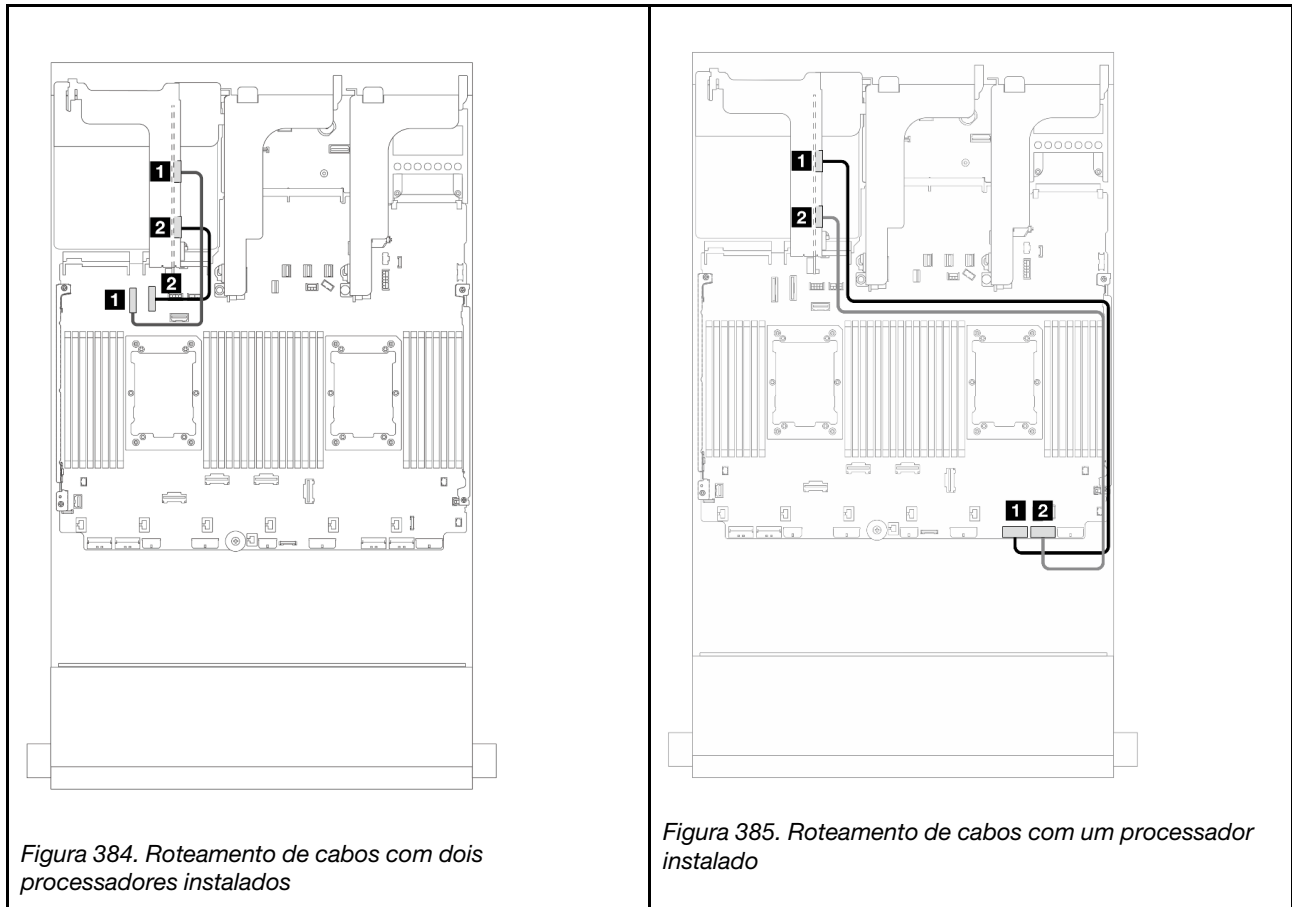 1
2
2
1
Figura 384. Roteamento de cabos com dois
processadores instalados
1
2
1 2
Figura 385. Roteamento de cabos com um processador
instalado